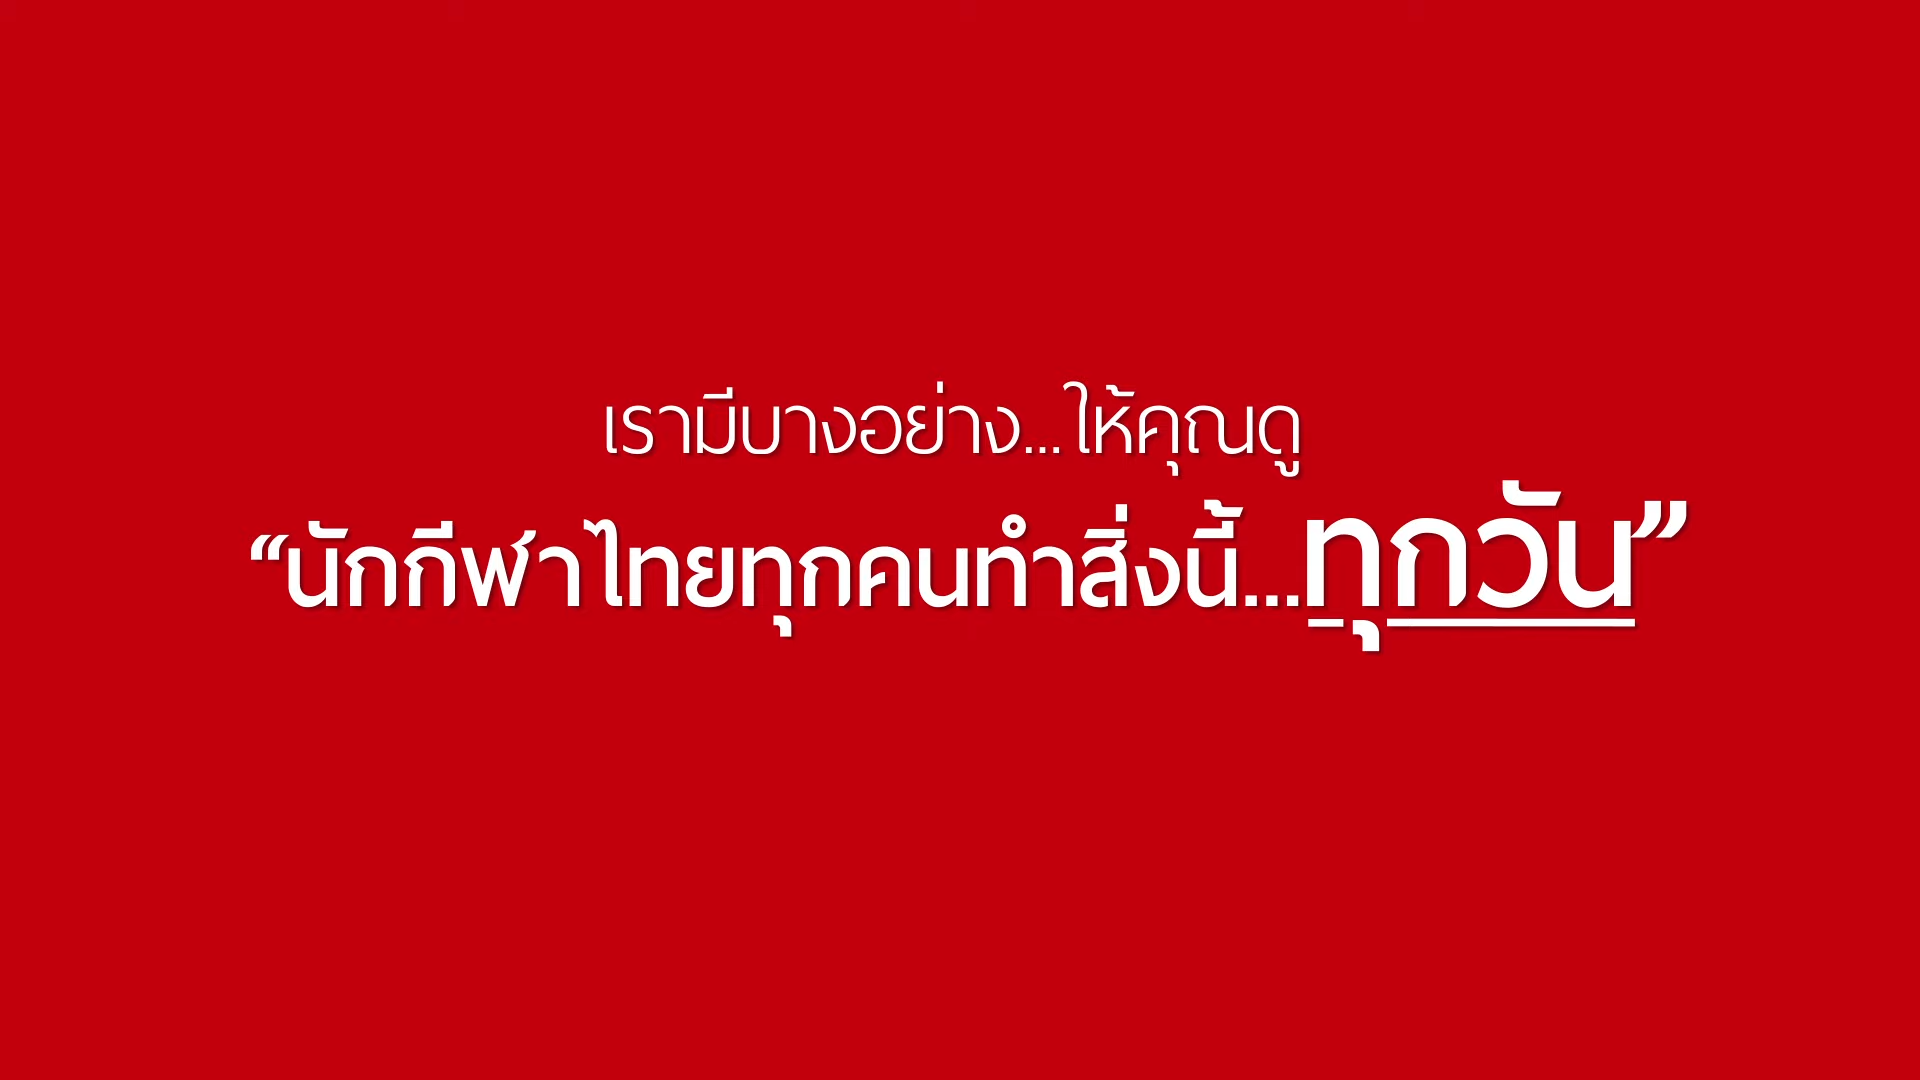 เรามีบางอย่าง...ให้คุณดู
“นักกีฬาไทยทุกคนทำสิ่งนี้...ทุกวัน”